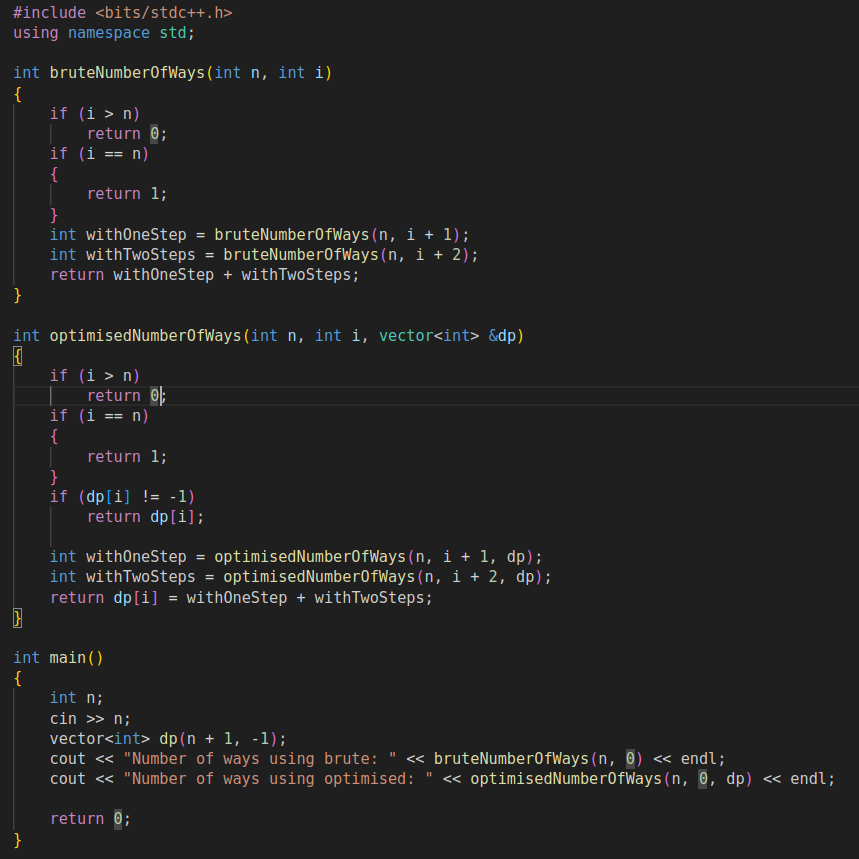 #include <bits/stdc++.h>
using namespace std;

int bruteNumberOfWays(int n, int i)
{
    if (i > n)
        return 0;
    if (i == n)
    {
        return 1;
    }
    int withOneStep = bruteNumberOfWays(n, i + 1);
    int withTwoSteps = bruteNumberOfWays(n, i + 2);
    return withOneStep + withTwoSteps;
}

int optimisedNumberOfWays(int n, int i, vector<int> &dp)
{
    if (i > n)
        return 0;
    if (i == n)
    {
        return 1;
    }
    if (dp[i] != -1)
        return dp[i];

    int withOneStep = optimisedNumberOfWays(n, i + 1, dp);
    int withTwoSteps = optimisedNumberOfWays(n, i + 2, dp);
    return dp[i] = withOneStep + withTwoSteps;
}

int main()
{
    int n;
    cin >> n;
    vector<int> dp(n + 1, -1);
    cout << "Number of ways using brute: " << bruteNumberOfWays(n, 0) << endl;
    cout << "Number of ways using optimised: " << optimisedNumberOfWays(n, 0, dp) << endl;

    return 0;
}